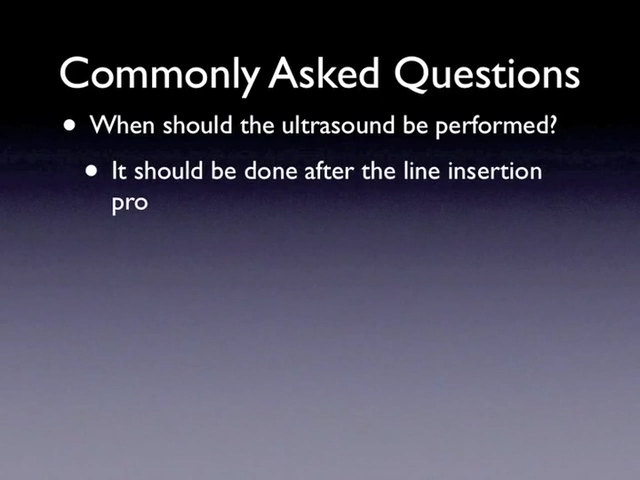 Commonly Asked Questions
• When should the ultrasound be performed?
• It should be done after the line insertion
pro